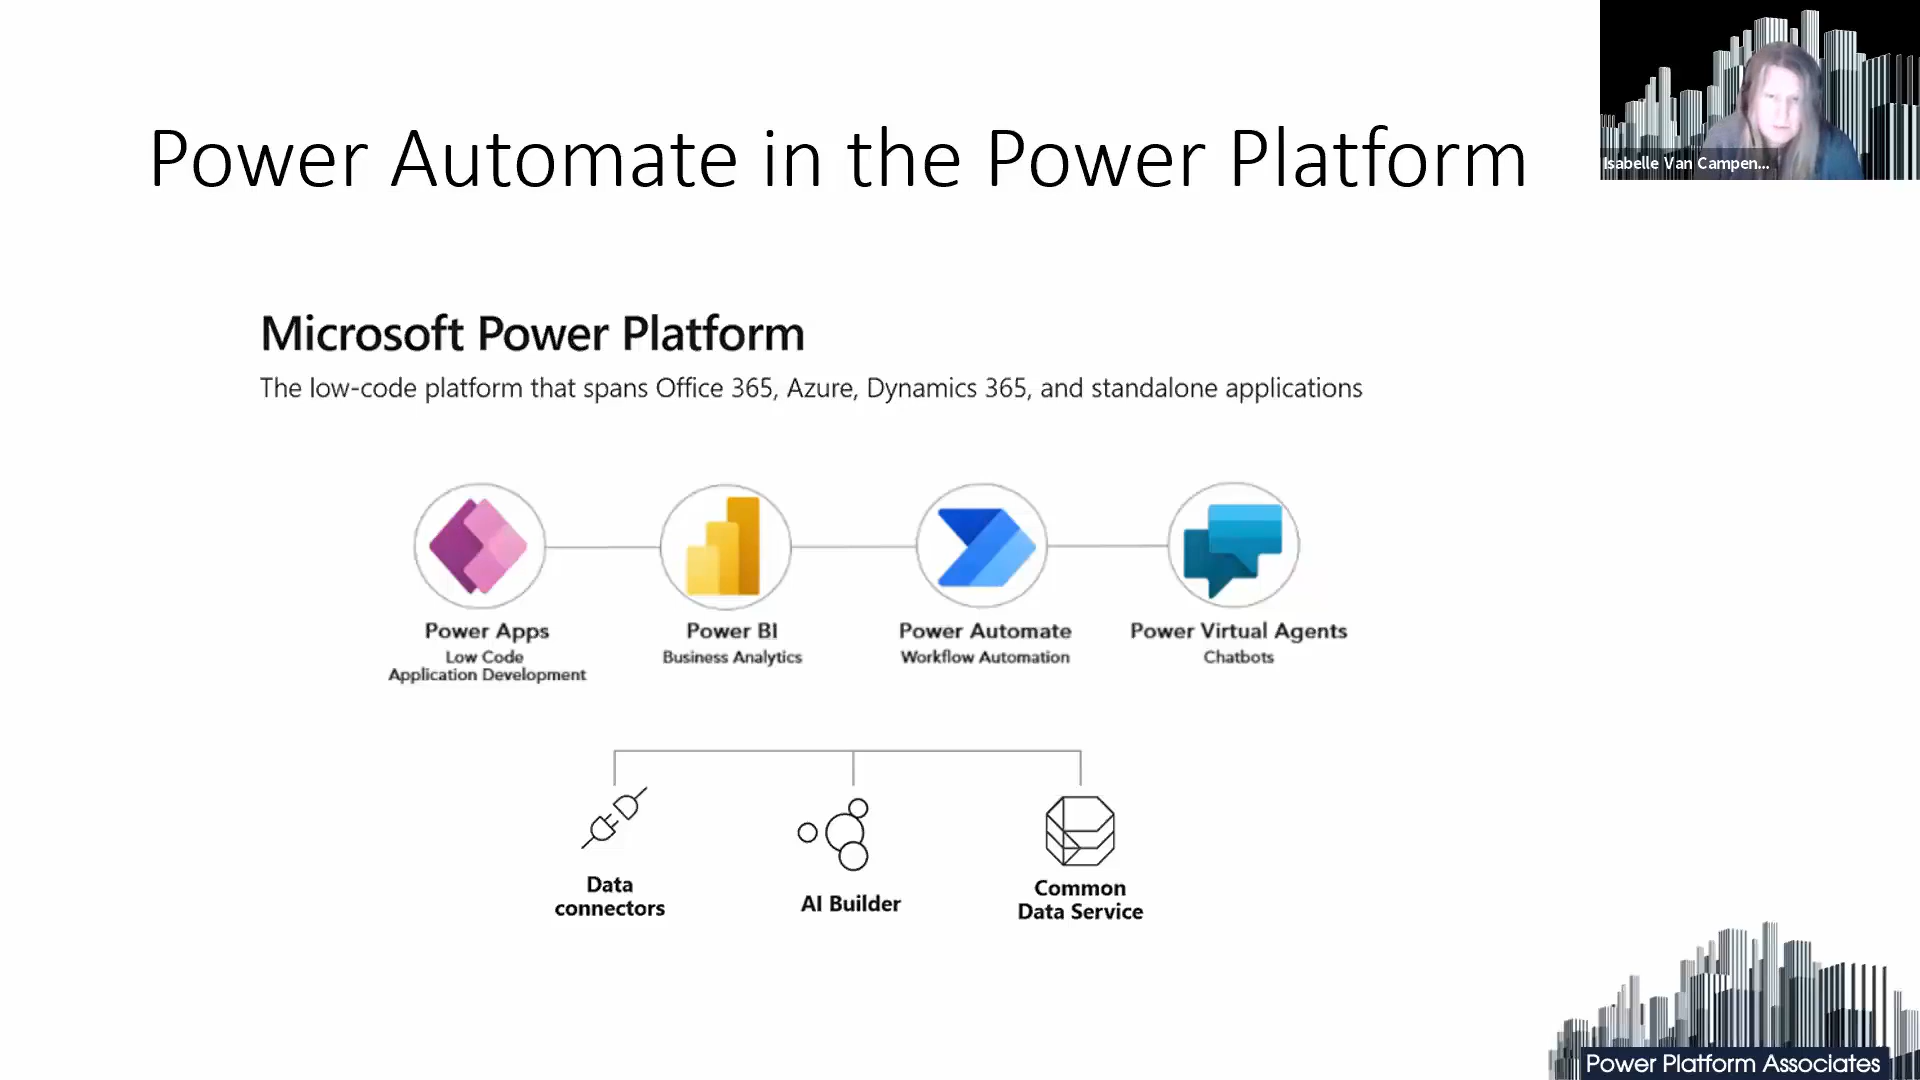 Power Automate in the Power Platform
Isabelle Van Campen...
Microsoft Power Platform
The low-code platform that spans Office 365, Azure, Dynamics 365, and standalone applications
Power Apps
Low Code
Application Development
Power BI
Business Analytics
Power Automate
Workflow Automation
Power Virtual Agents
Chatbots
Data
connectors
AI Builder
Common
Data Service
Power Platform Associates